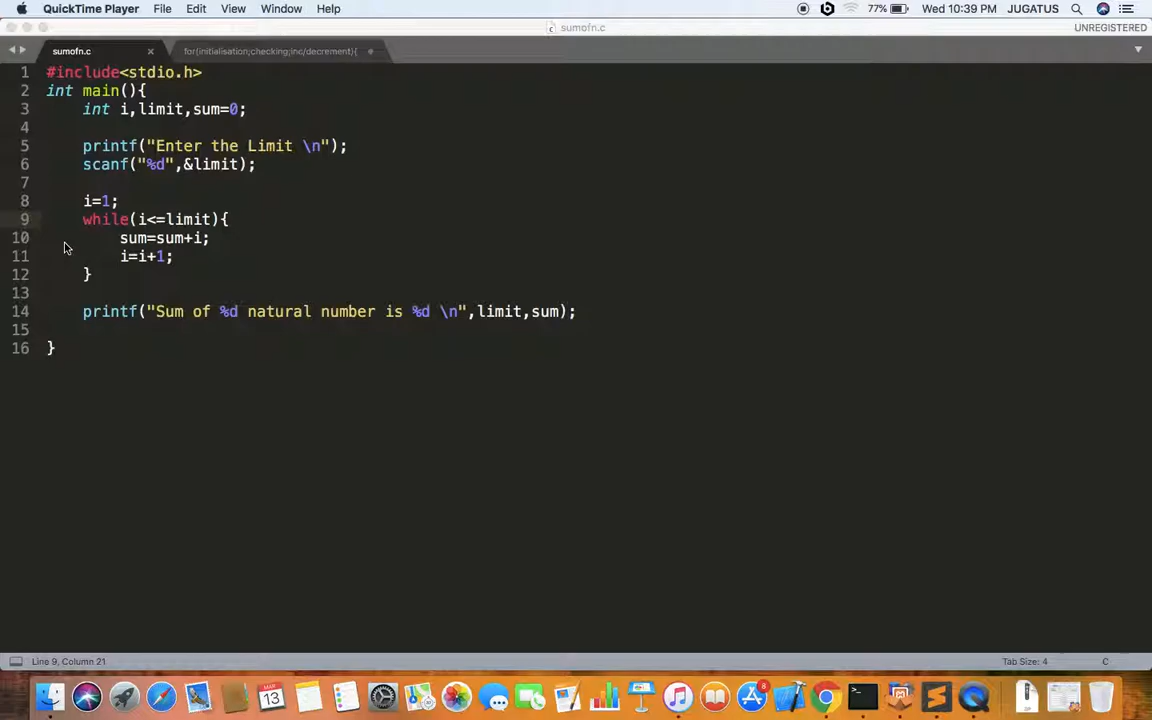 QuickTime Player File Edit View Window Help 77% Wed 10:39 PM JUGATUS
sumofn.c UNREGISTERED
sumofn.c for(initialisation;checking;inc/decrement){
1 #include<stdio.h>
2 int main(){
3 int i,limit,sum=0;
4
5 printf("Enter the Limit \n");
6 scanf("%d",&limit);
7
8 i=1;
9 while(i<=limit){
10 sum=sum+i;
11 i=i+1;
12 }
13
14 printf("Sum of %d natural number is %d \n",limit,sum);
15
16 }
Line 9, Column 21 Tab Size: 4 C
MAR
13
8